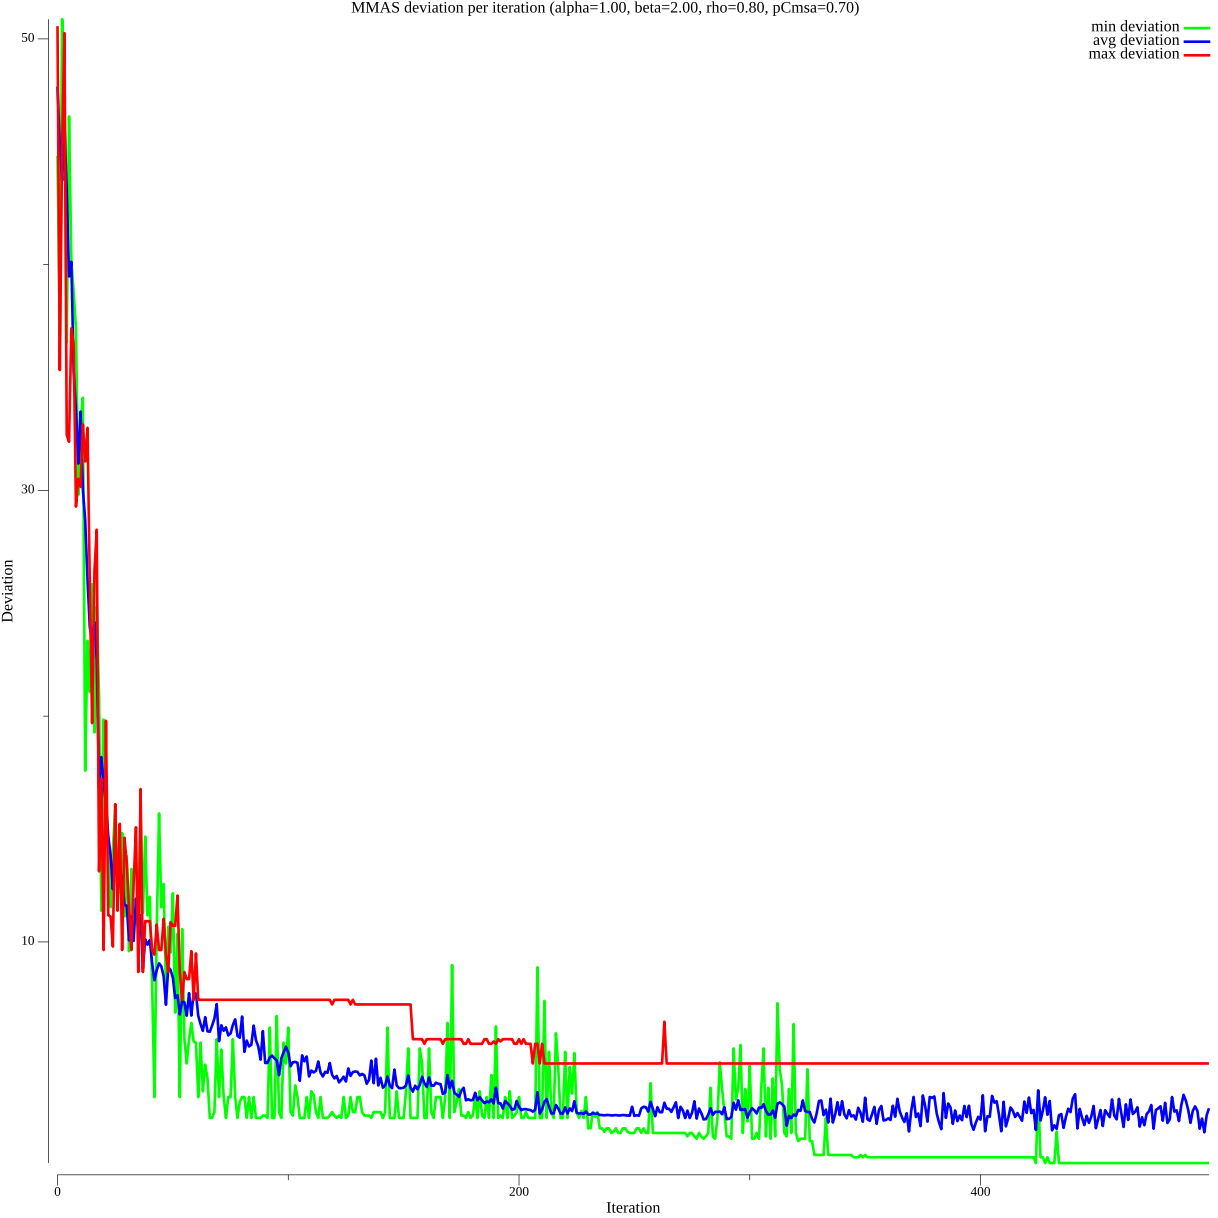 MMAS deviation per iteration (alpha=1.00, beta=2.00, rho=0.80, pCmsa=0.70)
min deviation
avg deviation
max deviation
50
30
10
Deviation
0
200
400
Iteration